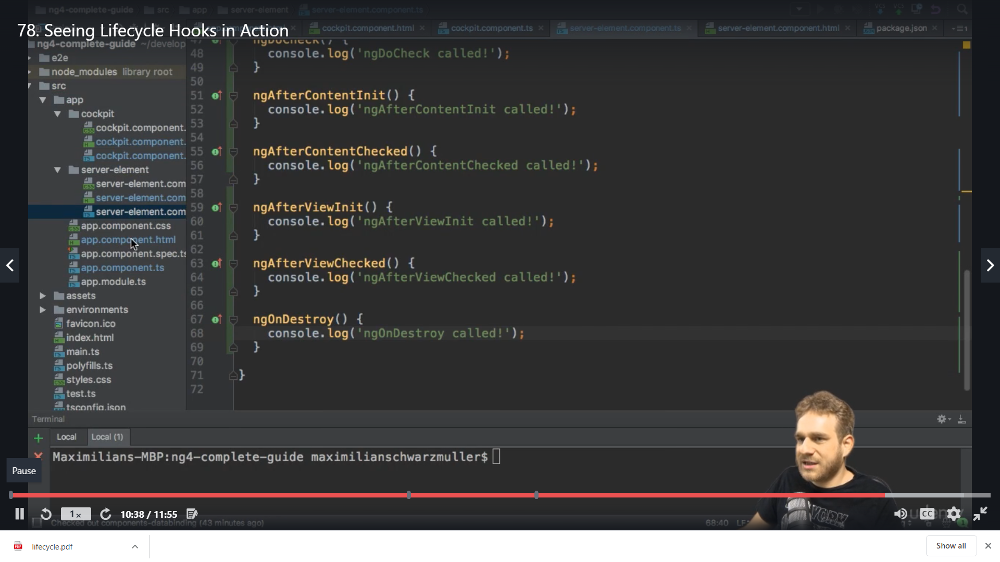 ng4-complete-guide src app server-element server-element.component.ts
78. Seeing Lifecycle Hooks in Action
cockpit.component.html
cockpit.component.ts
server-element.component.ts
server-element.component.html
package.json
ng4-complete-guide ~/develop
e2e
node_modules library root
src
app
cockpit
cockpit.component.
cockpit.component.
cockpit.component.
server-element
server-element.com
server-element.com
server-element.com
app.component.css
app.component.html
app.component.spec.ts
app.component.ts
app.module.ts
assets
environments
favicon.ico
index.html
main.ts
polyfills.ts
styles.css
test.ts
tsconfig.json
47 ngDoCheck() {
48 console.log('ngDoCheck called!');
49 }
50
51 ngAfterContentInit() {
52 console.log('ngAfterContentInit called!');
53 }
54
55 ngAfterContentChecked() {
56 console.log('ngAfterContentChecked called!');
57 }
58
59 ngAfterViewInit() {
60 console.log('ngAfterViewInit called!');
61 }
62
63 ngAfterViewChecked() {
64 console.log('ngAfterViewChecked called!');
65 }
66
67 ngOnDestroy() {
68 console.log('ngOnDestroy called!');
69 }
70
71 }
72
Terminal
Local Local (1)
Maximilians-MBP:ng4-complete-guide maximilianschwarzmuller$
Pause
1x
10:38 / 11:55
CC
Checked out components-databinding (43 minutes ago)
68:40
lifecycle.pdf
Show all